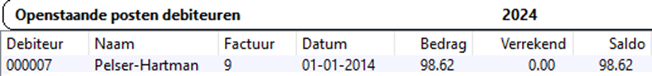 Openstaande posten debiteuren 2024
Debiteur Naam Factuur Datum Bedrag Verrekend Saldo
000007 Pelser-Hartman 9 01-01-2014 98.62 0.00 98.62